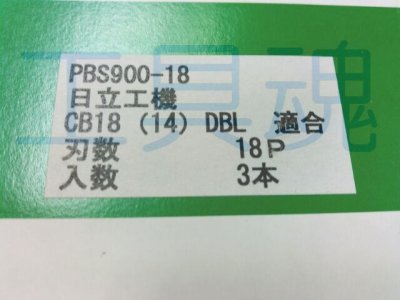 PBS900-18
日立工機
CB18 (14) DBL 適合
刃数 18P
入数 3本
工具魂